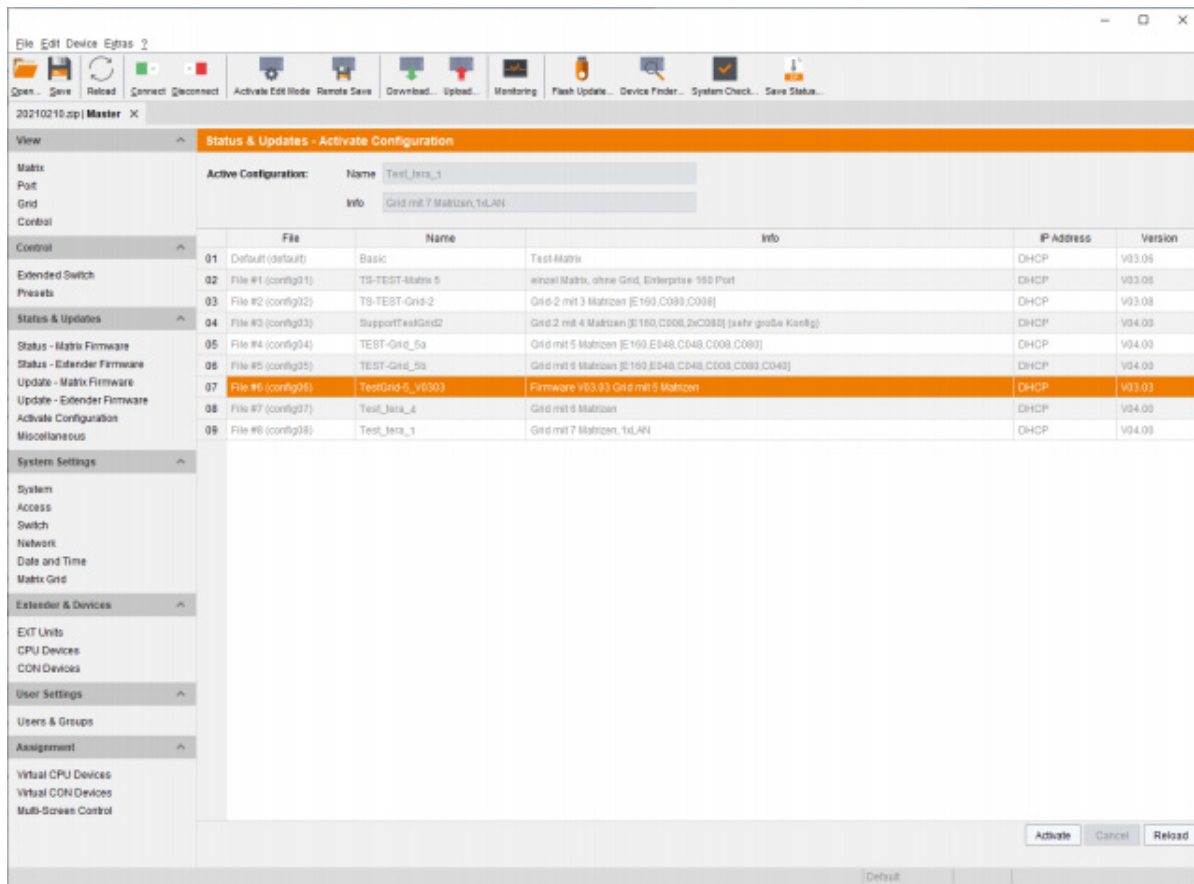 File Edit Device Extras ?
Open... Save Reload Connect Disconnect Activate Edit Mode Remote Save Download... Upload... Monitoring Flash Update... Device Finder... System Check... Save Status...
20210210.zip | Master X
View
Matrix
Port
Grid
Control
Control
Extended Switch
Presets
Status & Updates
Status - Matrix Firmware
Status - Extender Firmware
Update - Matrix Firmware
Update - Extender Firmware
Activate Configuration
Miscellaneous
System Settings
System
Access
Switch
Network
Date and Time
Matrix Grid
Extender & Devices
EXT Units
CPU Devices
CON Devices
User Settings
Users & Groups
Assignment
Virtual CPU Devices
Virtual CON Devices
Multi-Screen Control
Status & Updates - Activate Configuration
Active Configuration: Name Test_tera_1
Info Grid mit 7 Matrizen, 1xLAN
File Name Info IP Address Version
01 Default (default) Basic Test-Matrix DHCP V03.06
02 File #1 (config01) TS-TEST-Matrix 5 einzel Matrix, ohne Grid, Enterprise 160 Port DHCP V03.06
03 File #2 (config02) TS-TEST-Grid-2 Grid-2 mit 3 Matrizen [E160,C080,C008] DHCP V03.08
04 File #3 (config03) SupportTestGrid2 Grid 2 mit 4 Matrizen [E160,C008,2xC080] (sehr große Konfig) DHCP V04.00
05 File #4 (config04) TEST-Grid_5a Grid mit 5 Matrizen [E160,E048,C048,C008,C080] DHCP V04.00
06 File #5 (config05) TEST-Grid_5b Grid mit 6 Matrizen [E160,E048,C048,C008,C080,C040] DHCP V04.00
07 File #6 (config06) TestGrid-5_V0303 Firmware V03.03 Grid mit 5 Matrizen DHCP V03.03
08 File #7 (config07) Test_tera_4 Grid mit 6 Matrizen DHCP V04.00
09 File #8 (config08) Test_tera_1 Grid mit 7 Matrizen, 1xLAN DHCP V04.00
Activate Cancel Reload
Default